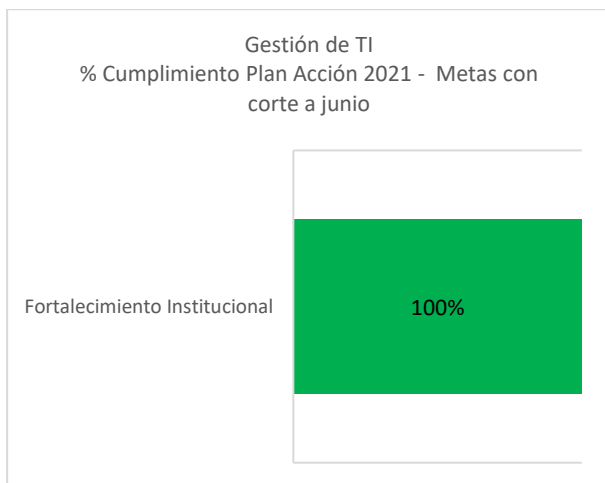 Gestión de TI
% Cumplimiento Plan Acción 2021 - Metas con
corte a junio
Fortalecimiento Institucional
100%